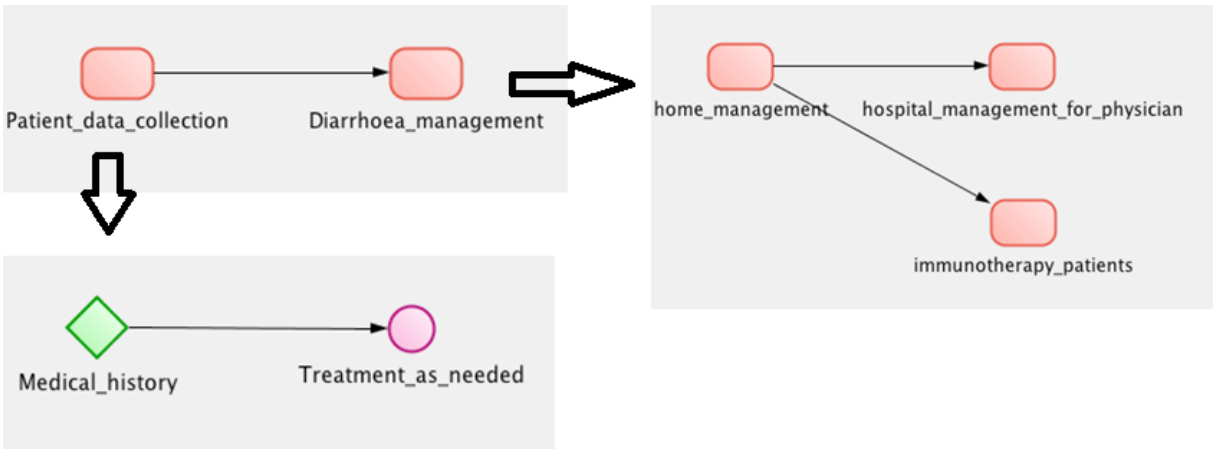 Patient_data_collection
Diarrhoea_management
home_management
hospital_management_for_physician
immunotherapy_patients
Medical_history
Treatment_as_needed